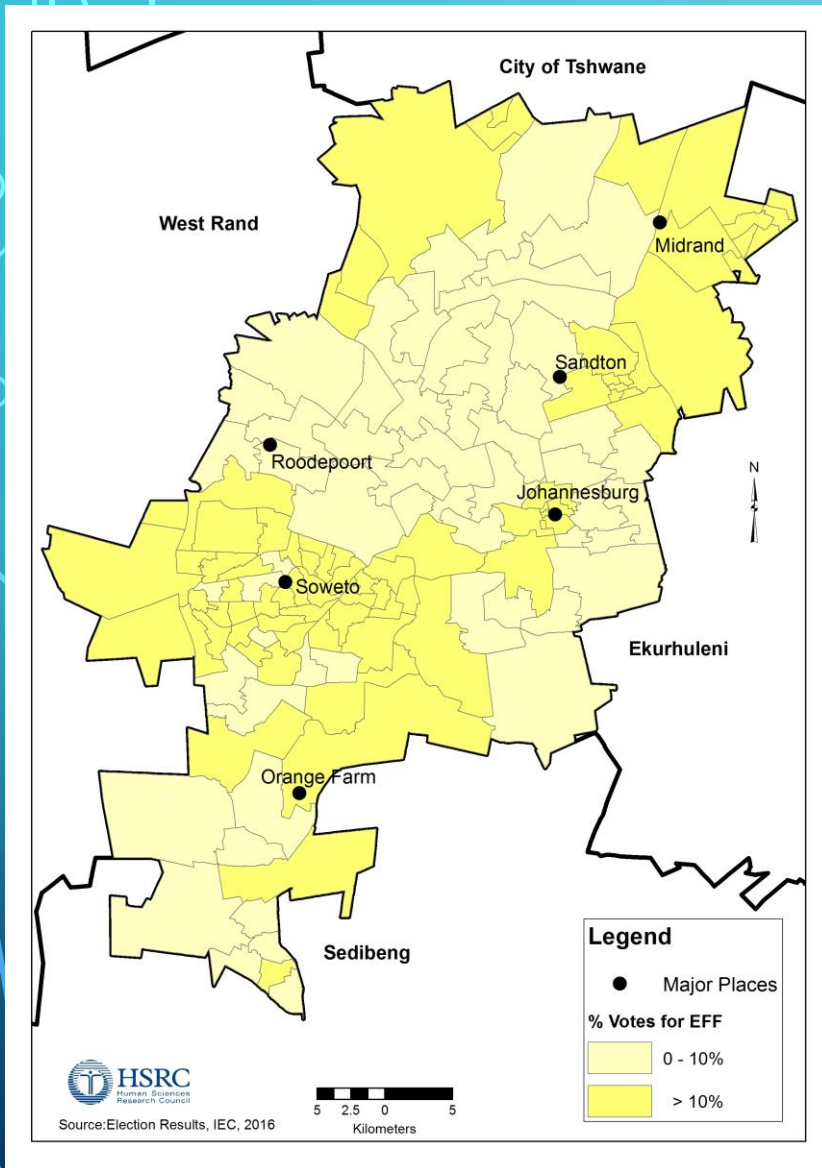 City of Tshwane
West Rand
Midrand
Sandton
Roodepoort
Johannesburg
Soweto
N
Ekurhuleni
Orange Farm
Sedibeng
Legend
Major Places
% Votes for EFF
0 - 10%
> 10%
HSRC
Human Sciences
Research Council
Source:Election Results, IEC, 2016
5 2.5 0 5
Kilometers